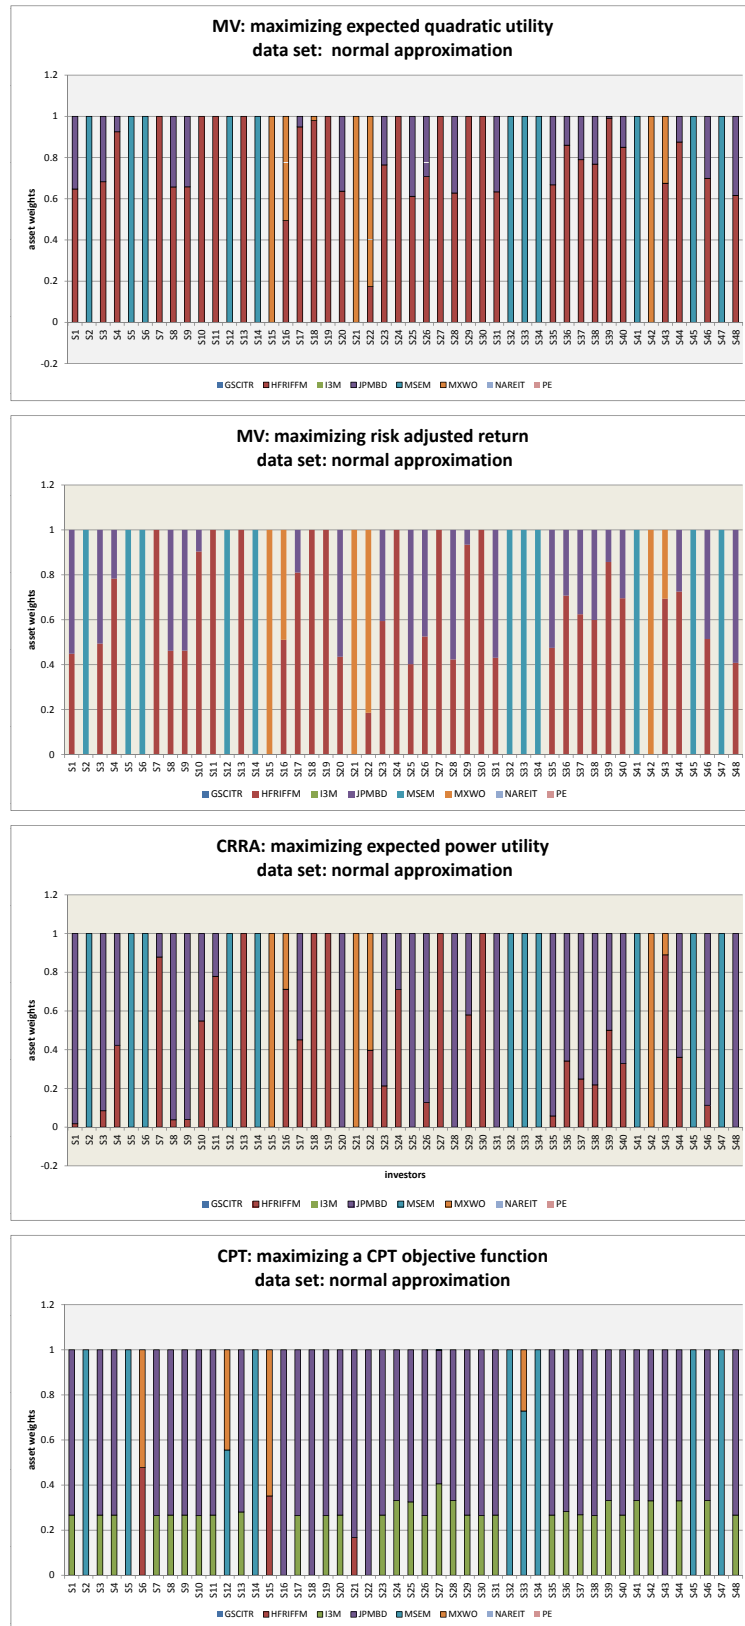 MV: maximizing expected quadratic utility
data set: normal approximation
1.2
1
0.8
0.6
0.4
0.2
0
-0.2
asset weights
S1 S2 S3 S4 S5 S6 S7 S8 S9 S10 S11 S12 S13 S14 S15 S16 S17 S18 S19 S20 S21 S22 S23 S24 S25 S26 S27 S28 S29 S30 S31 S32 S33 S34 S35 S36 S37 S38 S39 S40 S41 S42 S43 S44 S45 S46 S47 S48
GSCITR HFRIFFM I3M JPMBD MSEM MXWO NAREIT PE
MV: maximizing risk adjusted return
data set: normal approximation
1.2
1
0.8
0.6
0.4
0.2
0
asset weights
S1 S2 S3 S4 S5 S6 S7 S8 S9 S10 S11 S12 S13 S14 S15 S16 S17 S18 S19 S20 S21 S22 S23 S24 S25 S26 S27 S28 S29 S30 S31 S32 S33 S34 S35 S36 S37 S38 S39 S40 S41 S42 S43 S44 S45 S46 S47 S48
GSCITR HFRIFFM I3M JPMBD MSEM MXWO NAREIT PE
CRRA: maximizing expected power utility
data set: normal approximation
1.2
1
0.8
0.6
0.4
0.2
0
-0.2
asset weights
S1 S2 S3 S4 S5 S6 S7 S8 S9 S10 S11 S12 S13 S14 S15 S16 S17 S18 S19 S20 S21 S22 S23 S24 S25 S26 S27 S28 S29 S30 S31 S32 S33 S34 S35 S36 S37 S38 S39 S40 S41 S42 S43 S44 S45 S46 S47 S48
investors
GSCITR HFRIFFM I3M JPMBD MSEM MXWO NAREIT PE
CPT: maximizing a CPT objective function
data set: normal approximation
1.2
1
0.8
0.6
0.4
0.2
0
asset weights
S1 S2 S3 S4 S5 S6 S7 S8 S9 S10 S11 S12 S13 S14 S15 S16 S17 S18 S19 S20 S21 S22 S23 S24 S25 S26 S27 S28 S29 S30 S31 S32 S33 S34 S35 S36 S37 S38 S39 S40 S41 S42 S43 S44 S45 S46 S47 S48
GSCITR HFRIFFM I3M JPMBD MSEM MXWO NAREIT PE